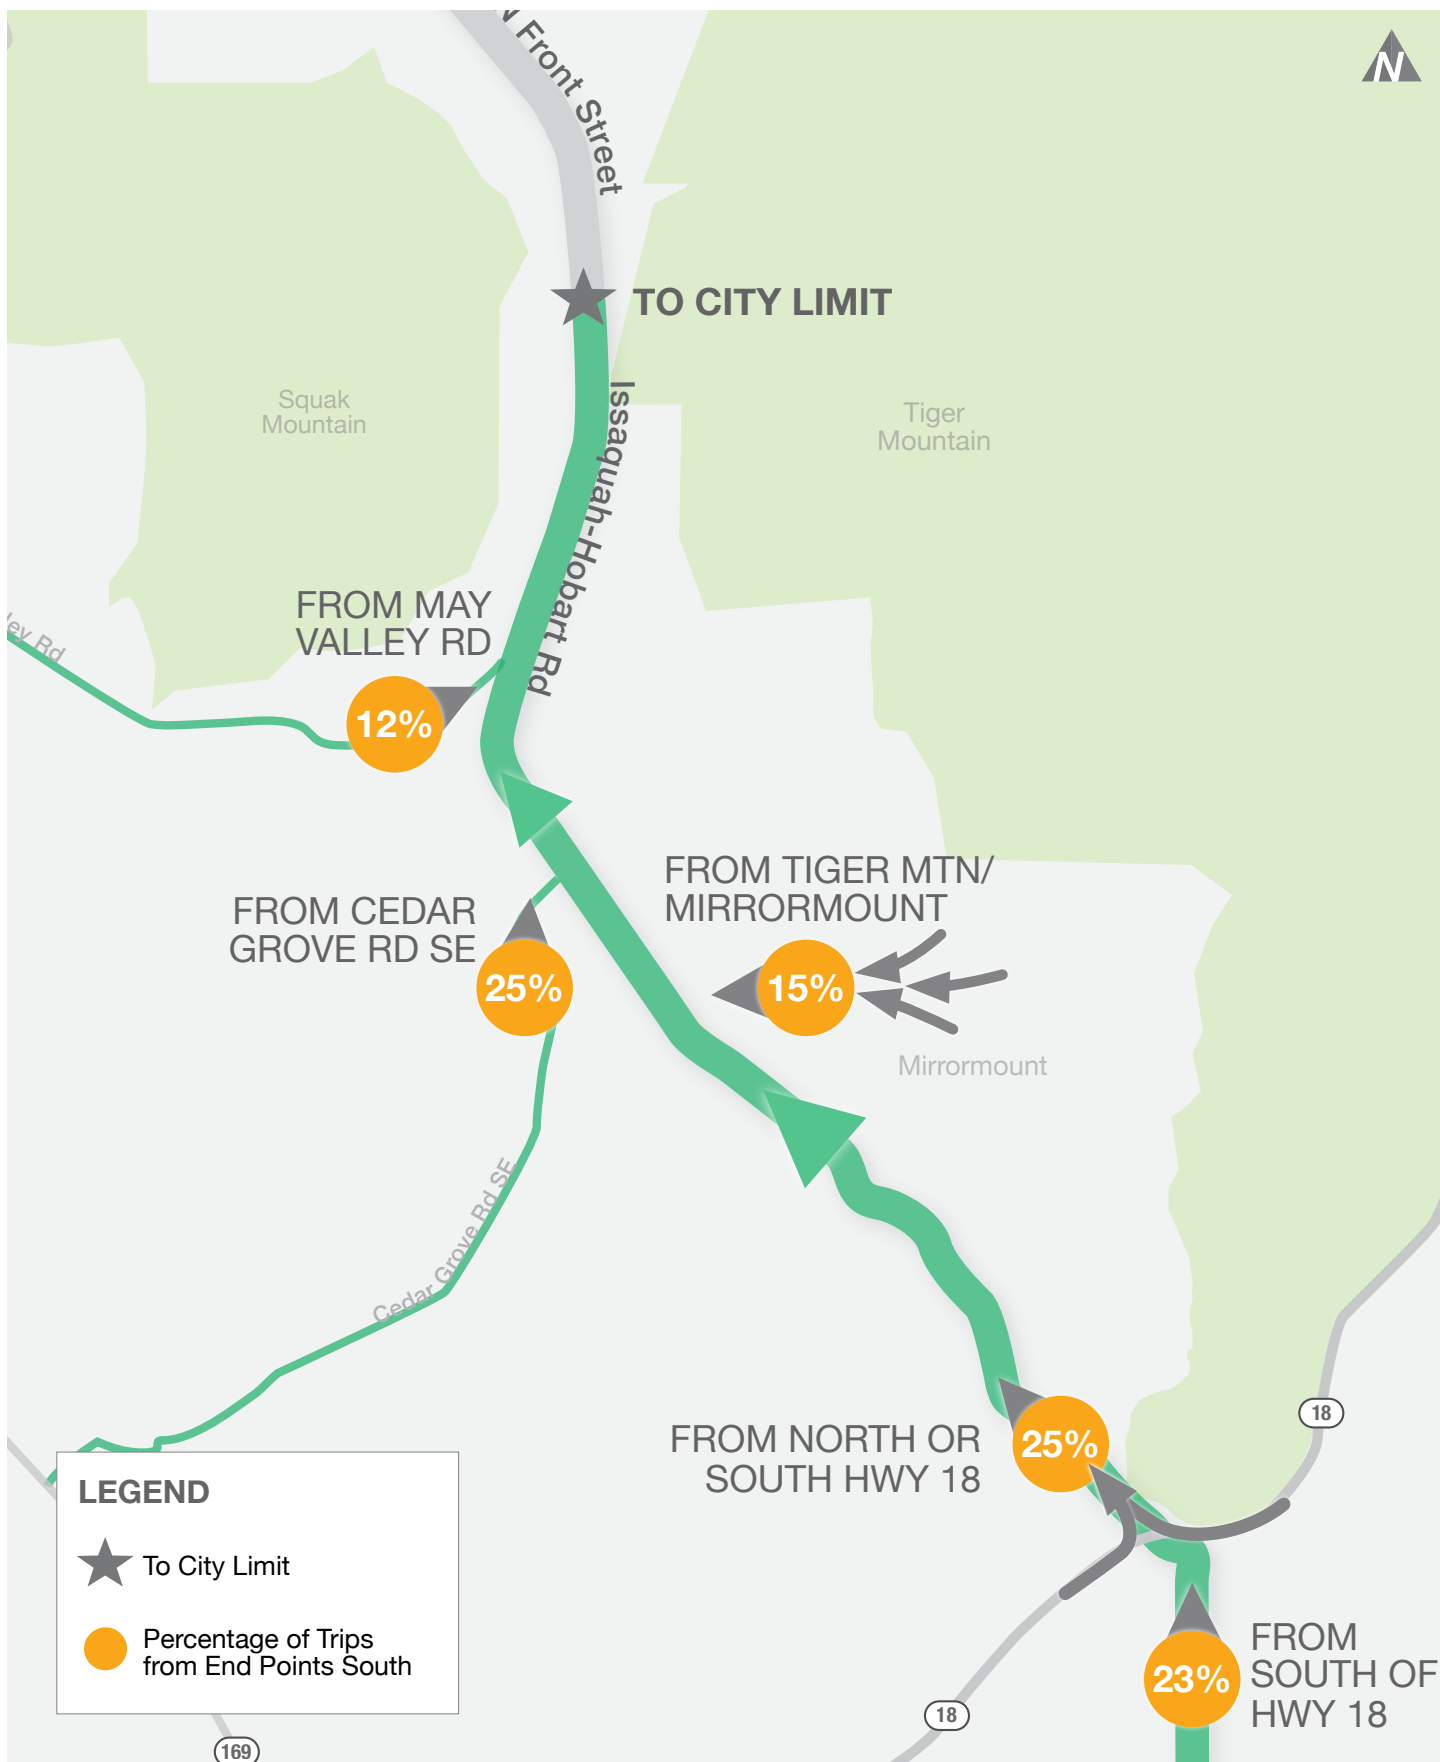 N Front Street
N
TO CITY LIMIT
Issaquah-Hobart Rd
Squak
Mountain
Tiger
Mountain
FROM MAY
VALLEY RD
ley Rd
12%
FROM TIGER MTN/
MIRRORMOUNT
FROM CEDAR
GROVE RD SE
25%
15%
Mirrormount
Cedar Grove Rd SE
18
FROM NORTH OR
SOUTH HWY 18
25%
LEGEND
To City Limit
Percentage of Trips
from End Points South
FROM
SOUTH OF
HWY 18
23%
18
169